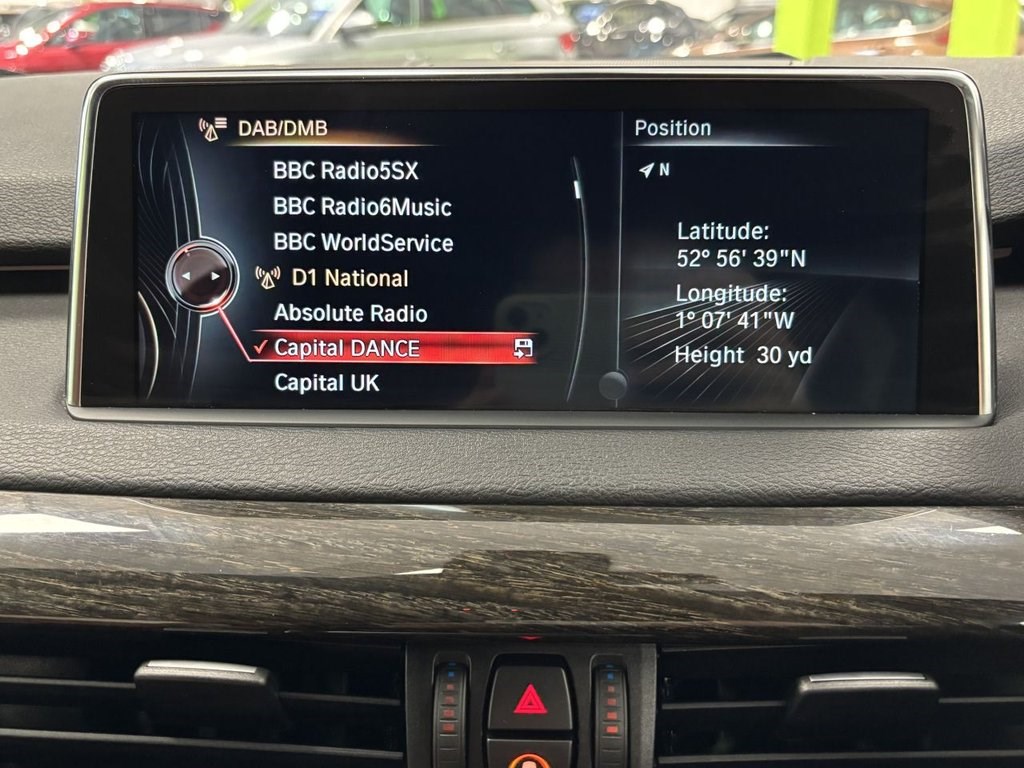 DAB/DMB
BBC Radio5SX
BBC Radio6Music
BBC WorldService
D1 National
Absolute Radio
Capital DANCE
Capital UK
Position
N
Latitude:
52° 56' 39"N
Longitude:
1° 07' 41"W
Height 30 yd